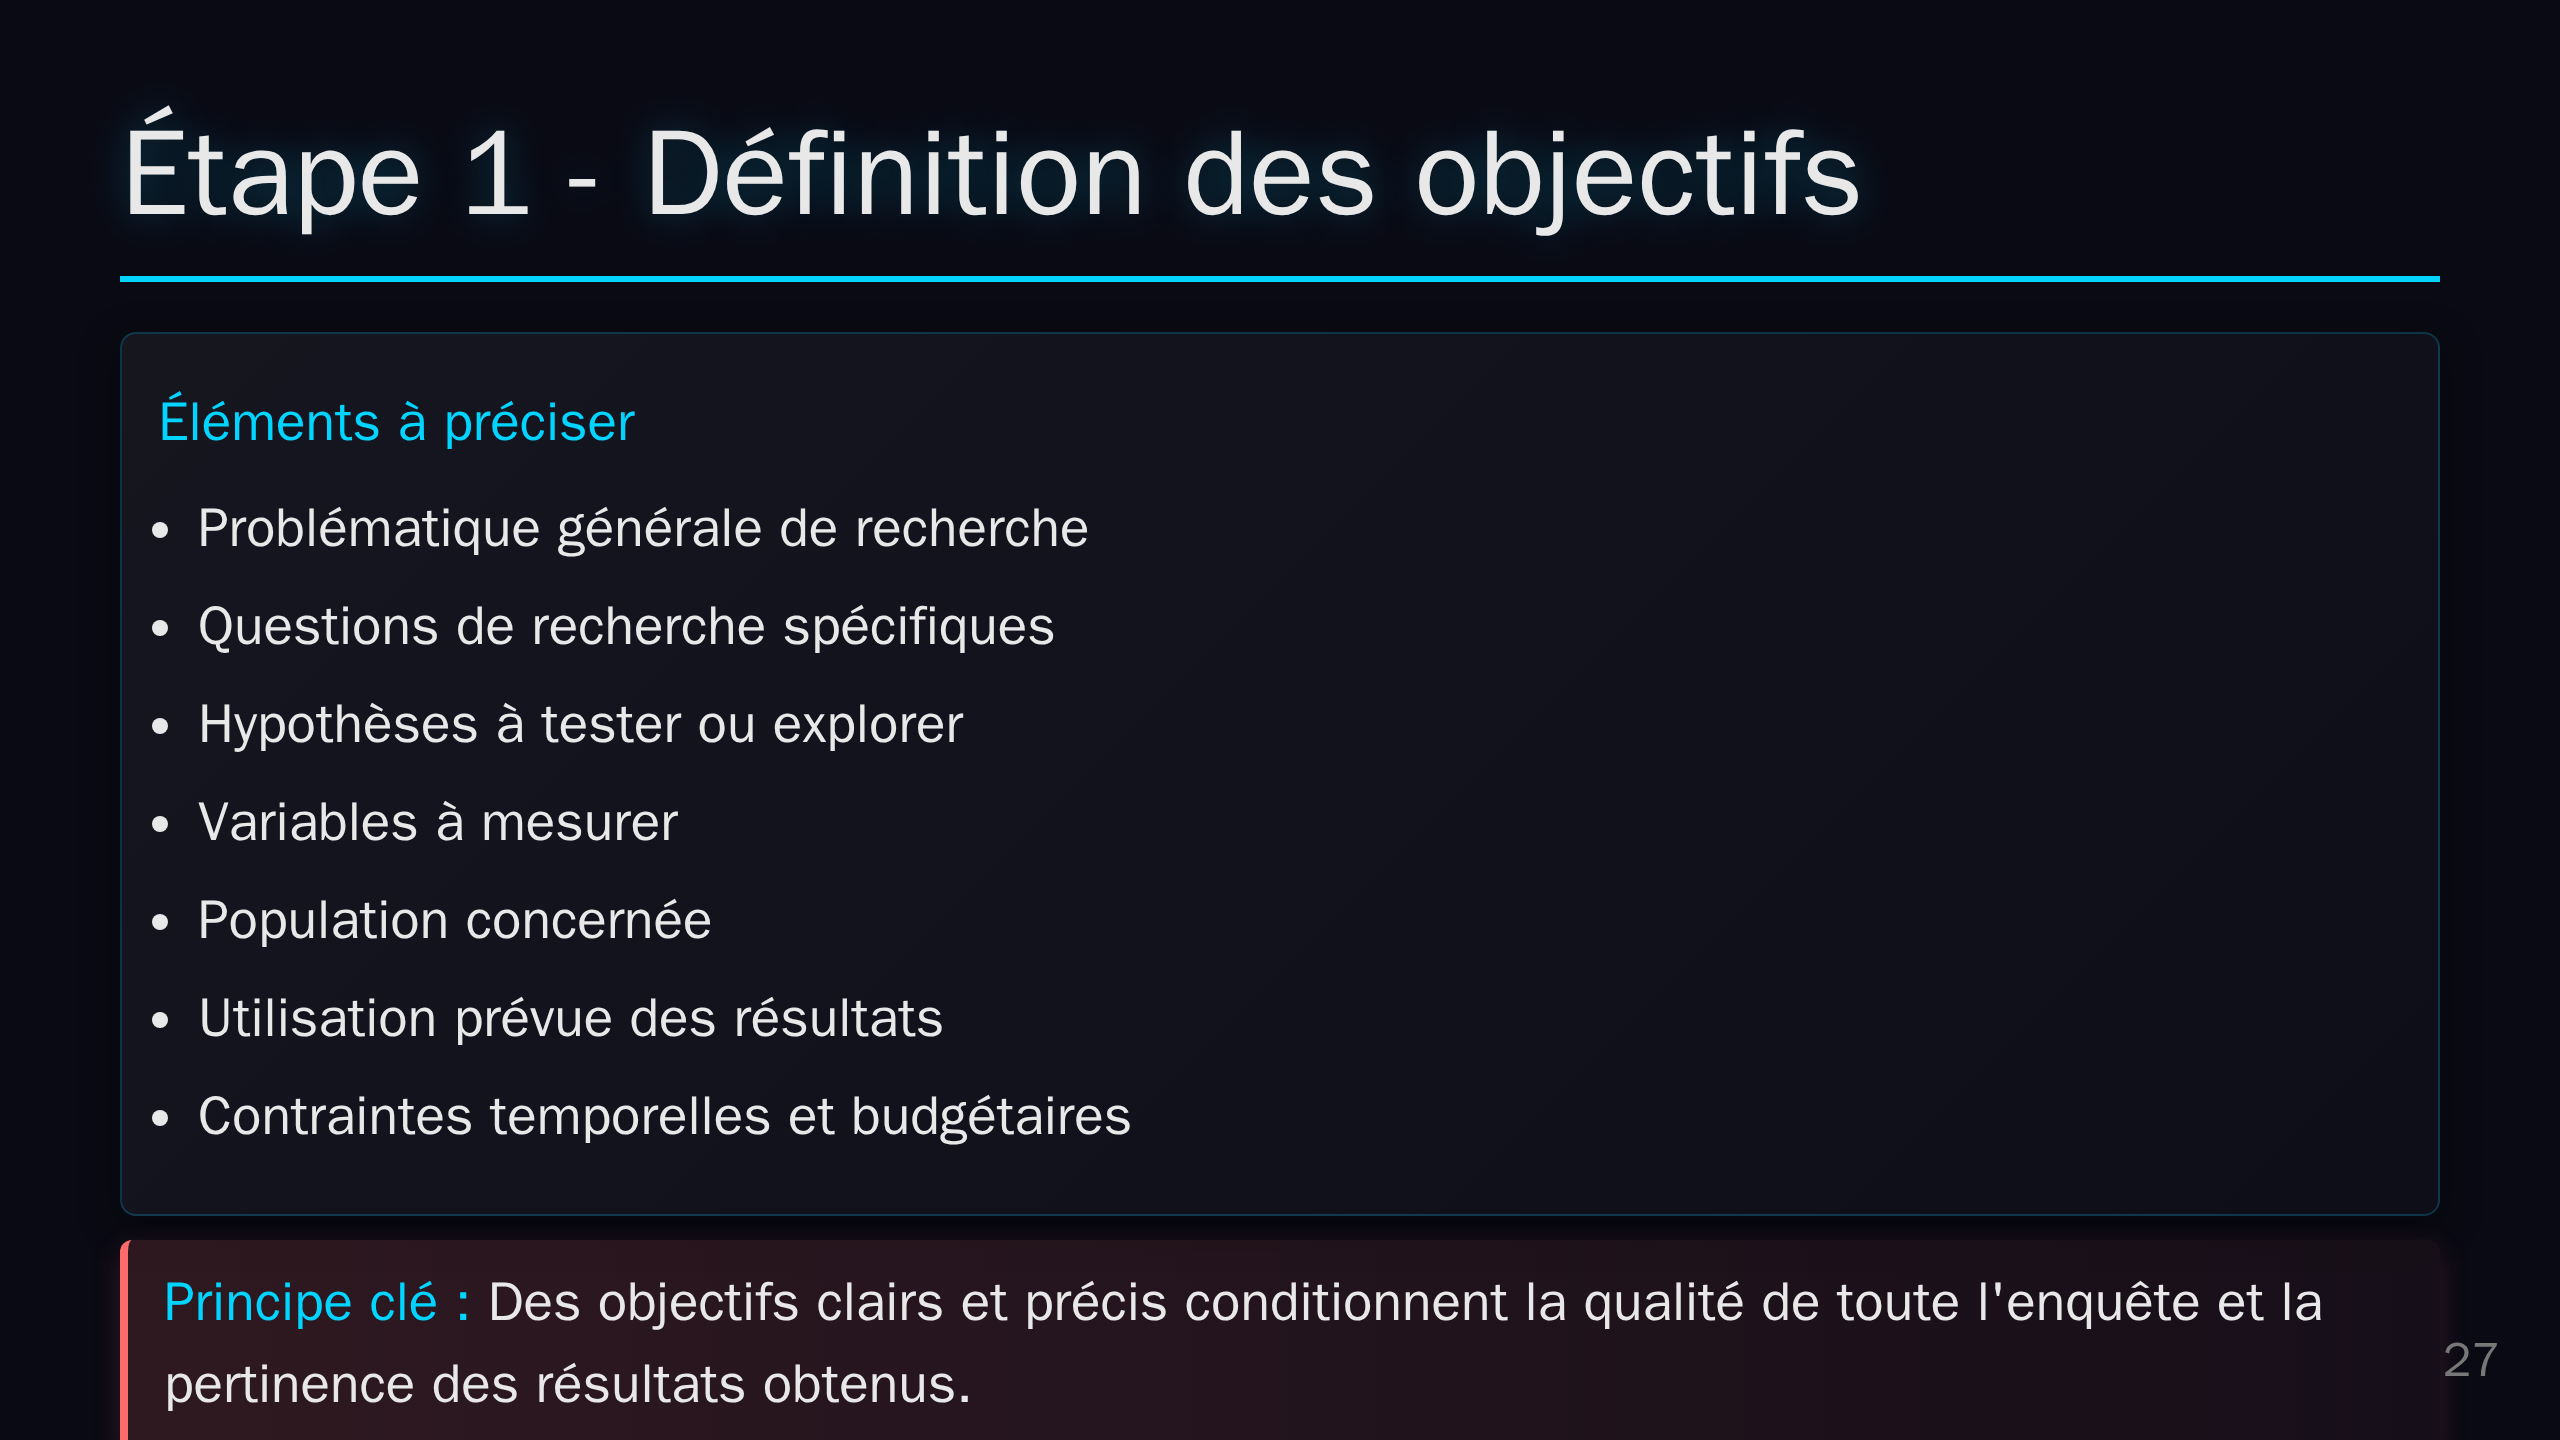 Étape 1 - Définition des objectifs
Éléments à préciser
• Problématique générale de recherche
• Questions de recherche spécifiques
• Hypothèses à tester ou explorer
• Variables à mesurer
• Population concernée
• Utilisation prévue des résultats
• Contraintes temporelles et budgétaires
Principe clé : Des objectifs clairs et précis conditionnent la qualité de toute l'enquête et la
pertinence des résultats obtenus.
27